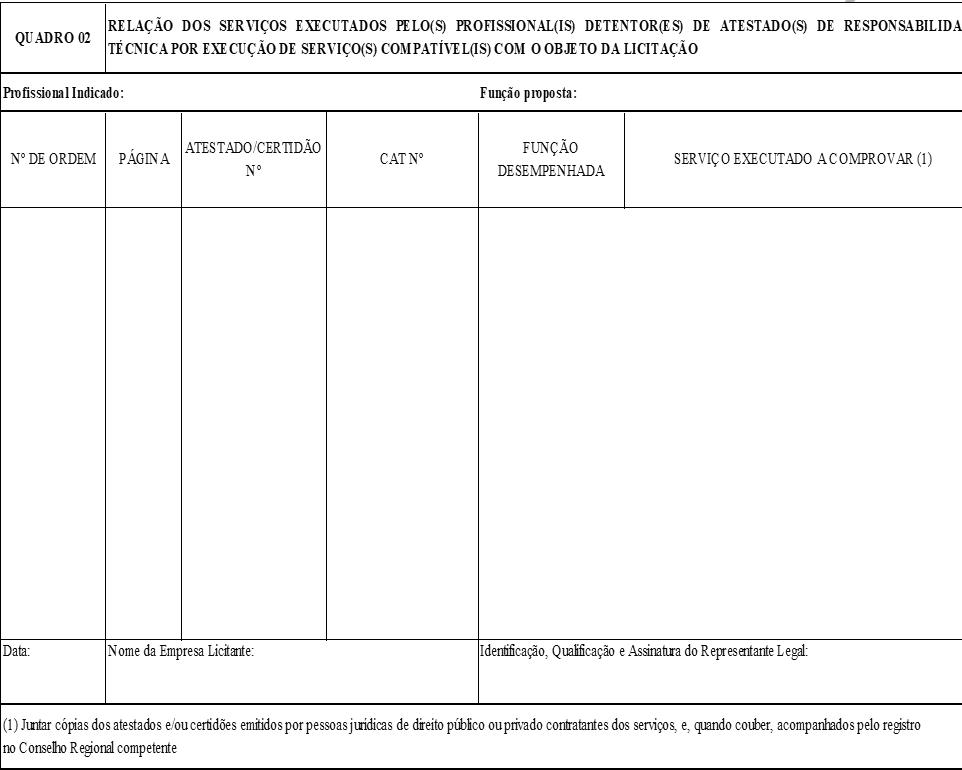 QUADRO 02
RELAÇÃO DOS SERVIÇOS EXECUTADOS PELO(S) PROFISSIONAL(IS) DETENTOR(ES) DE ATESTADO(S) DE RESPONSABILIDA
TÉCNICA POR EXECUÇÃO DE SERVIÇO(S) COMPATÍVEL(IS) COM O OBJETO DA LICITAÇÃO
Profissional Indicado: Função proposta:
Nº DE ORDEM
PÁGINA
ATESTADO/CERTIDÃO
Nº
CAT Nº
FUNÇÃO
DESEMPENHADA
SERVIÇO EXECUTADO A COMPROVAR (1)
Data:
Nome da Empresa Licitante:
Identificação, Qualificação e Assinatura do Representante Legal:
(1) Juntar cópias dos atestados e/ou certidões emitidos por pessoas jurídicas de direito público ou privado contratantes dos serviços, e, quando couber, acompanhados pelo registro
no Conselho Regional competente